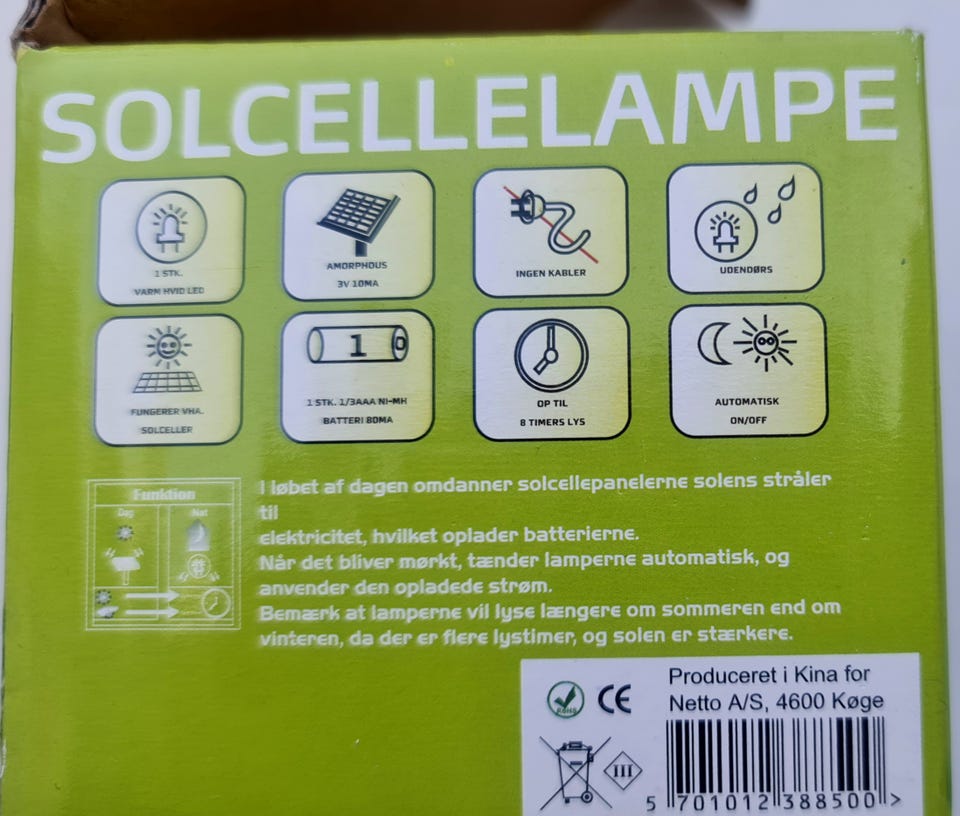 SOLCELLELAMPE
1 STK.
VARM HVID LED
AMORPHOUS
3V 10MA
INGEN KABLER
UDENDØRS
FUNGERER VHA.
SOLCELLER
1
1 STK. 1/3AAA NI-MH
BATTERI 80MA
OP TIL
8 TIMERS LYS
AUTOMATISK
ON/OFF
Funktion
Dag
Nat
I løbet af dagen omdanner solcellepanelerne solens stråler
til
elektricitet, hvilket oplader batterierne.
Når det bliver mørkt, tænder lamperne automatisk, og
anvender den opladede strøm.
Bemærk at lamperne vil lyse længere om sommeren end om
vinteren, da der er flere lystimer, og solen er stærkere.
RoHS
CE
Produceret i Kina for
Netto A/S, 4600 Køge
III
5 701012 388500 >